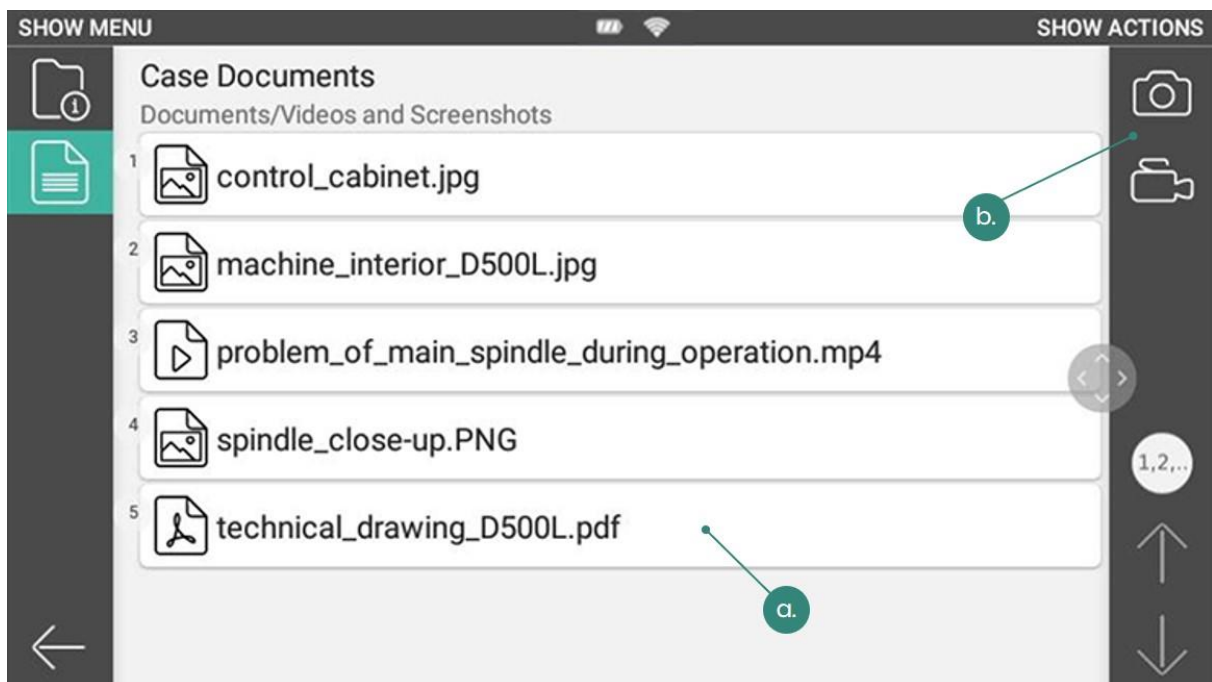 SHOW MENU
SHOW ACTIONS
Case Documents
Documents/Videos and Screenshots
1 control_cabinet.jpg
b.
2 machine_interior_D500L.jpg
3 problem_of_main_spindle_during_operation.mp4
4 spindle_close-up.PNG
1,2,..
5 technical_drawing_D500L.pdf
a.